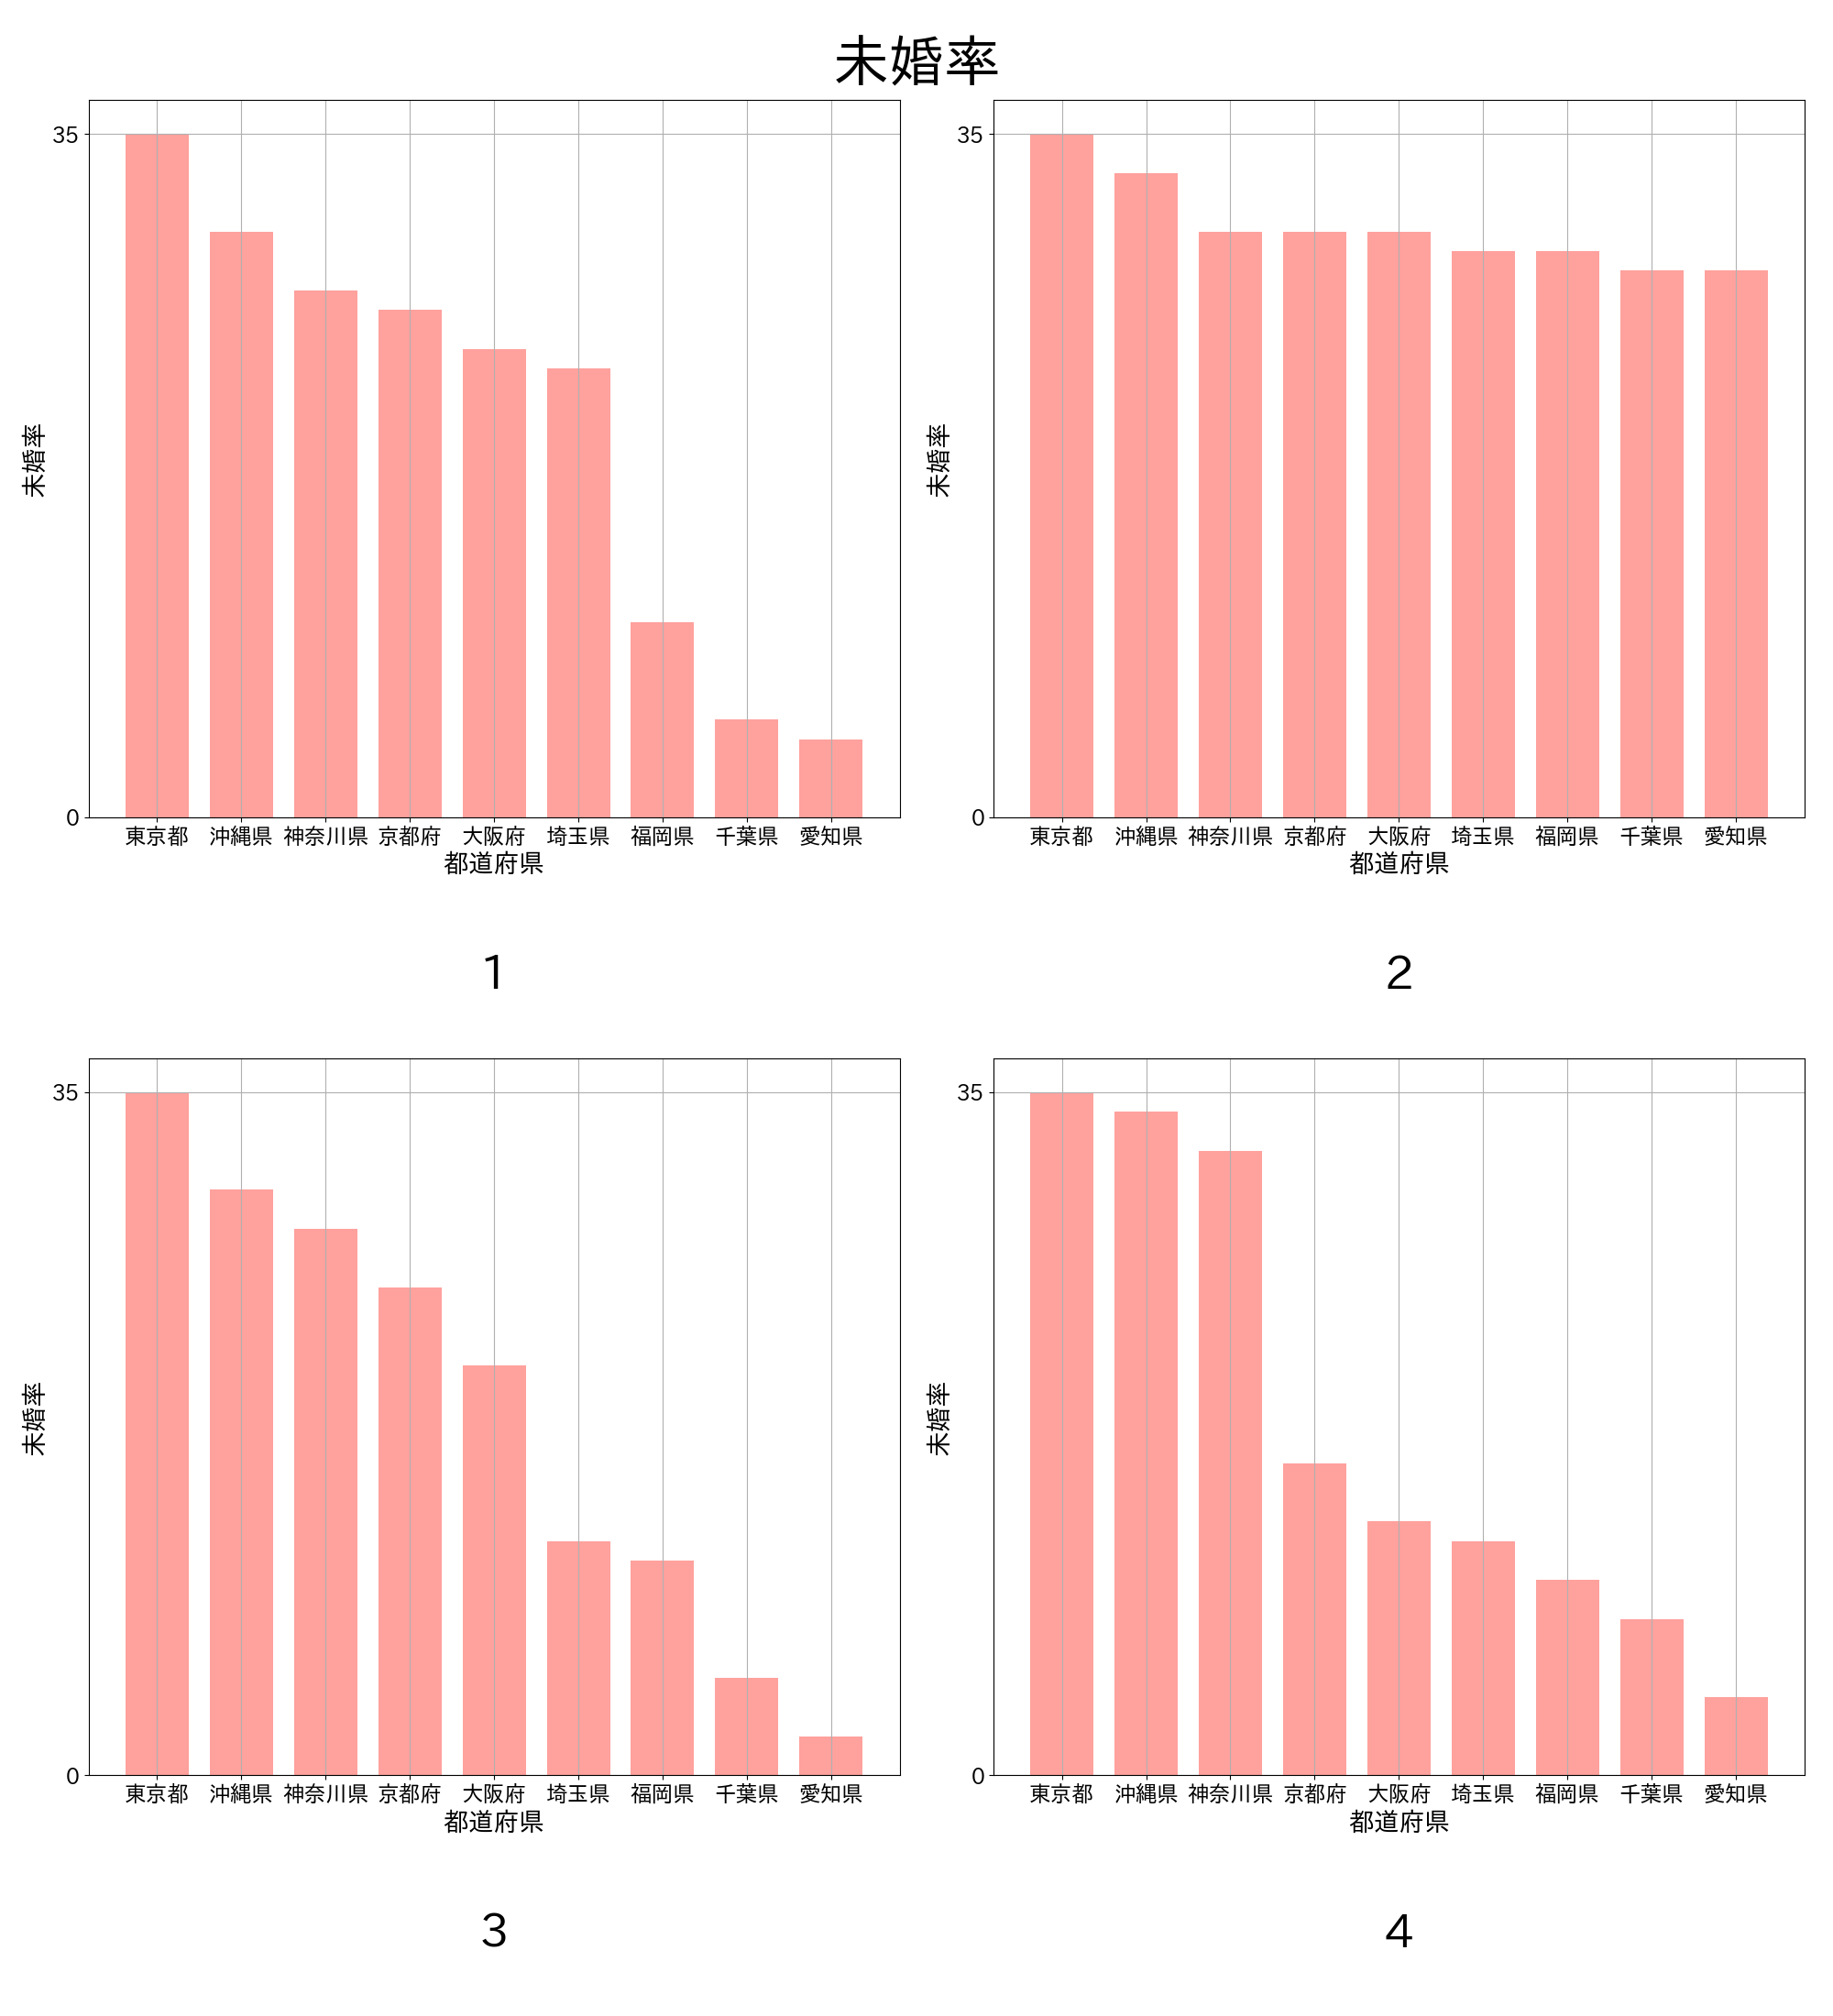 未婚率
35
0
未婚率
東京都 沖縄県 神奈川県 京都府 大阪府 埼玉県 福岡県 千葉県 愛知県
都道府県
1
35
0
未婚率
東京都 沖縄県 神奈川県 京都府 大阪府 埼玉県 福岡県 千葉県 愛知県
都道府県
2
35
0
未婚率
東京都 沖縄県 神奈川県 京都府 大阪府 埼玉県 福岡県 千葉県 愛知県
都道府県
3
35
0
未婚率
東京都 沖縄県 神奈川県 京都府 大阪府 埼玉県 福岡県 千葉県 愛知県
都道府県
4